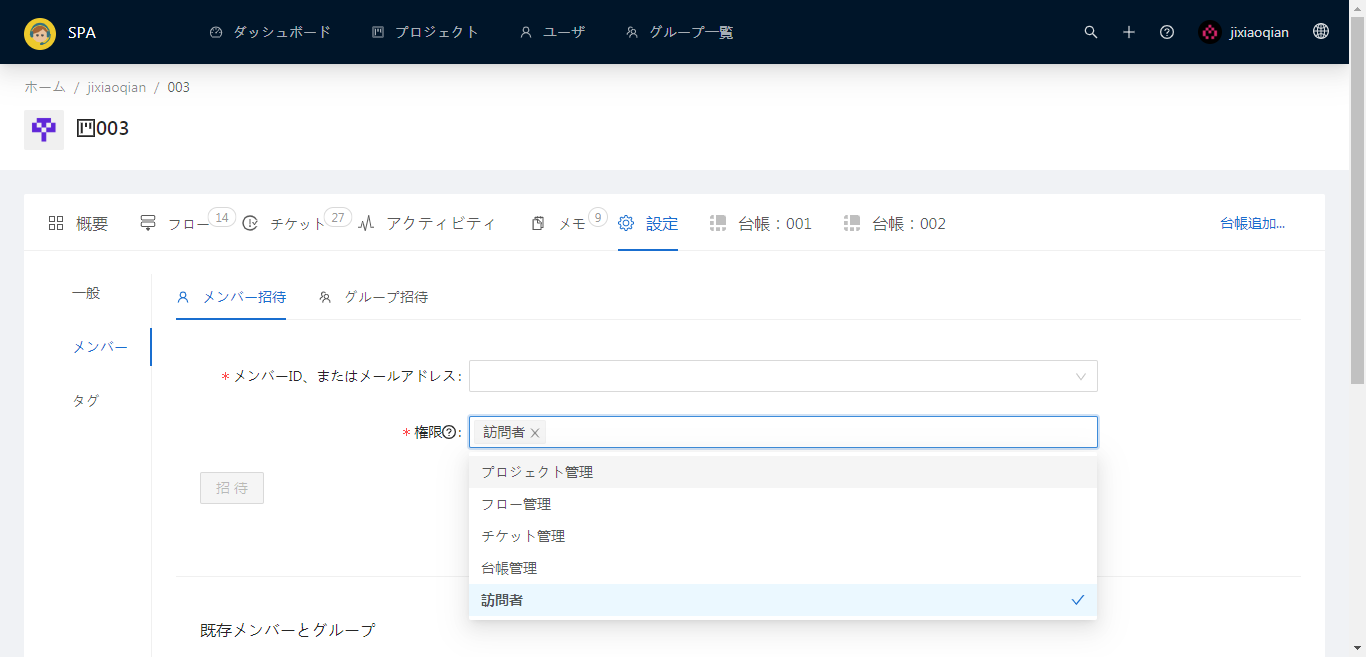 SPA ダッシュボード プロジェクト ユーザ グループ一覧 jixiaoqian
ホーム / jixiaoqian / 003
003
概要 フロー 14 チケット 27 アクティビティ メモ 9 設定 台帳：001 台帳：002 台帳追加...
一般
メンバー
タグ
メンバー招待 グループ招待
* メンバーID、またはメールアドレス:
* 権限 : 訪問者
招 待
プロジェクト管理
フロー管理
チケット管理
台帳管理
訪問者
既存メンバーとグループ